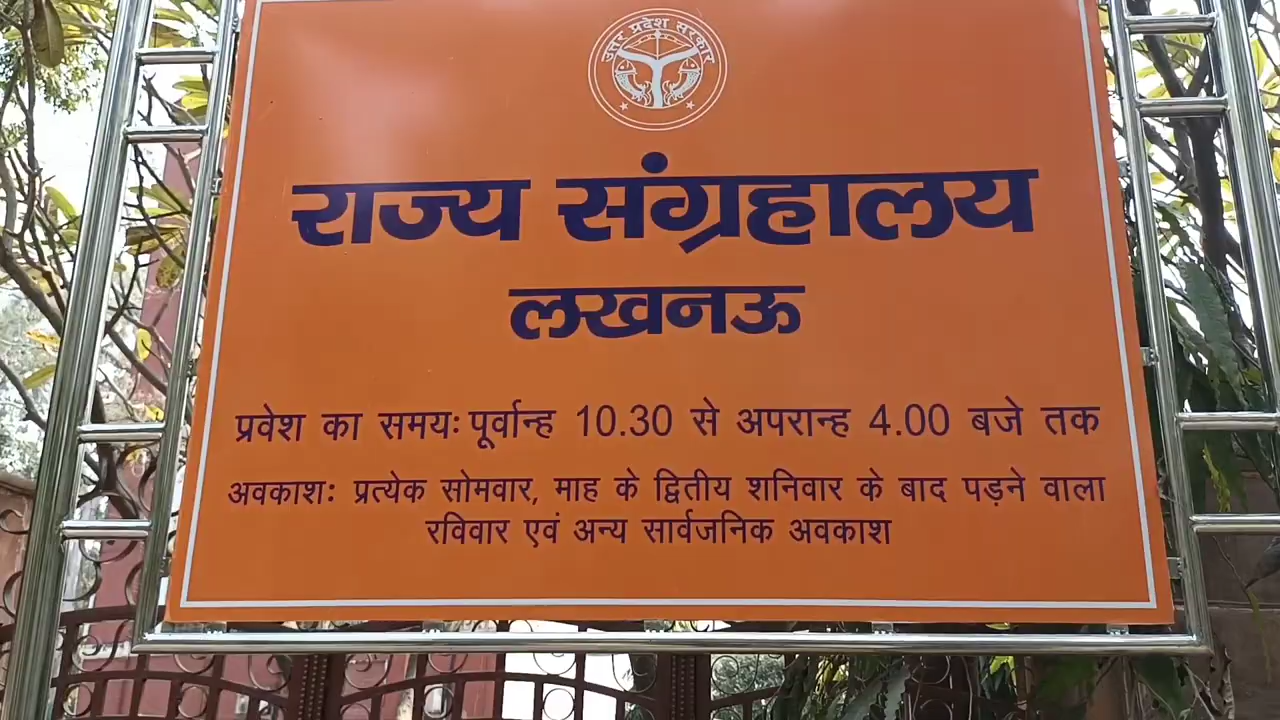 उत्तर प्रदेश सरकार
राज्य संग्रहालय
लखनऊ
प्रवेश का समयः पूर्वान्ह 10.30 से अपरान्ह 4.00 बजे तक
अवकाशः प्रत्येक सोमवार, माह के द्वितीय शनिवार के बाद पड़ने वाला
रविवार एवं अन्य सार्वजनिक अवकाश